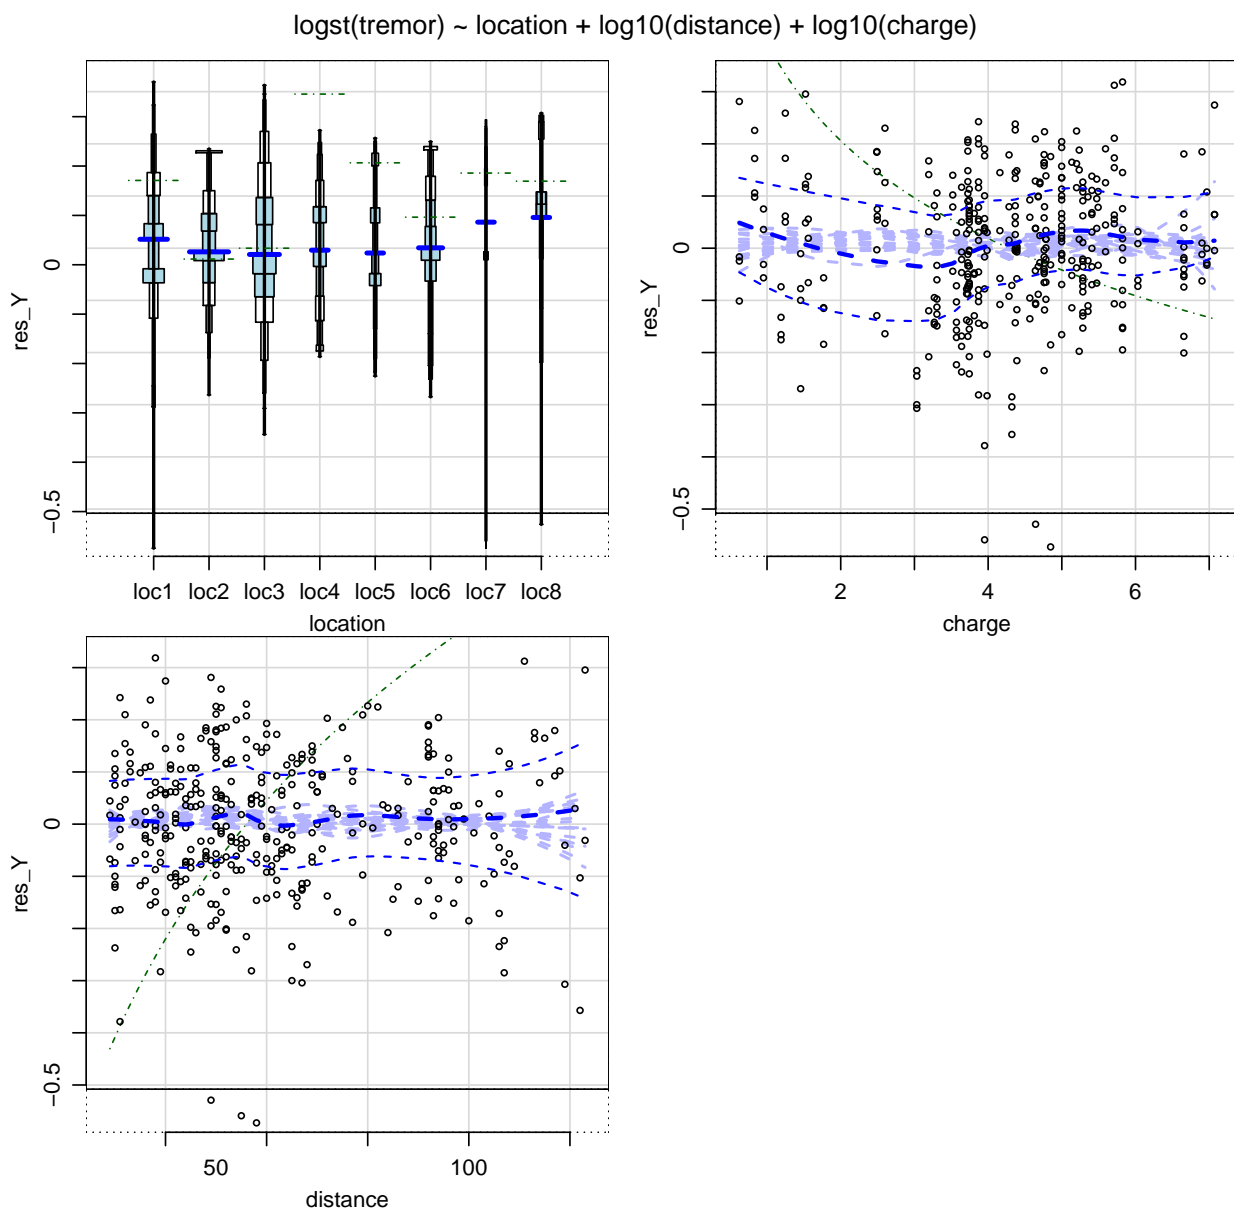 logst(tremor) ~ location + log10(distance) + log10(charge)
res_Y
0
−0.5
loc1 loc2 loc3 loc4 loc5 loc6 loc7 loc8
location
res_Y
0
−0.5
2 4 6
charge
res_Y
0
−0.5
50 100
distance